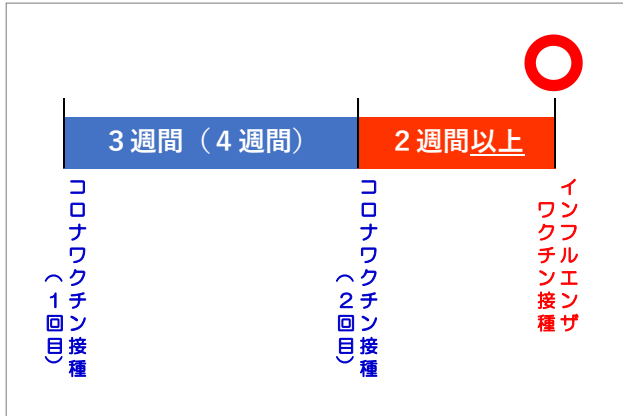 3週間（4週間）
2週間以上
コロナワクチン接種
（1回目）
コロナワクチン接種
（2回目）
インフルエンザ
ワクチン接種